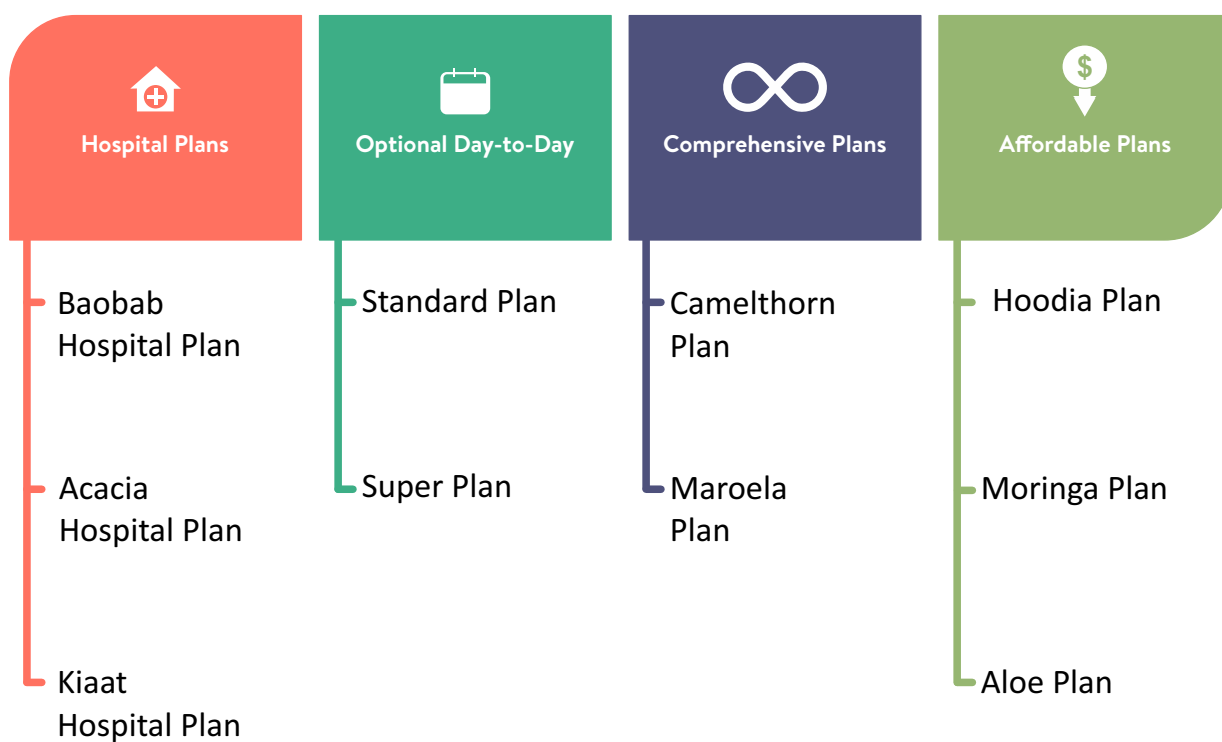 Hospital Plans
Baobab
Hospital Plan
Acacia
Hospital Plan
Kiaat
Hospital Plan
Optional Day-to-Day
Standard Plan
Super Plan
Comprehensive Plans
Camelthorn
Plan
Maroela
Plan
$
Affordable Plans
Hoodia Plan
Moringa Plan
Aloe Plan